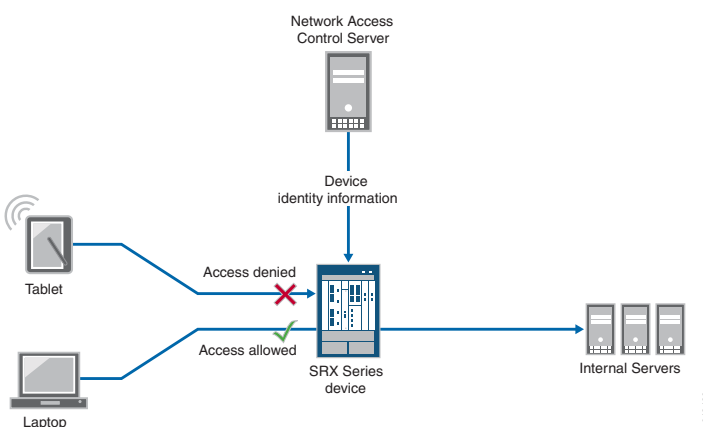 Network Access
Control Server
Device
identity information
Access denied
Tablet
Access allowed
SRX Series
device
Internal Servers
Laptop